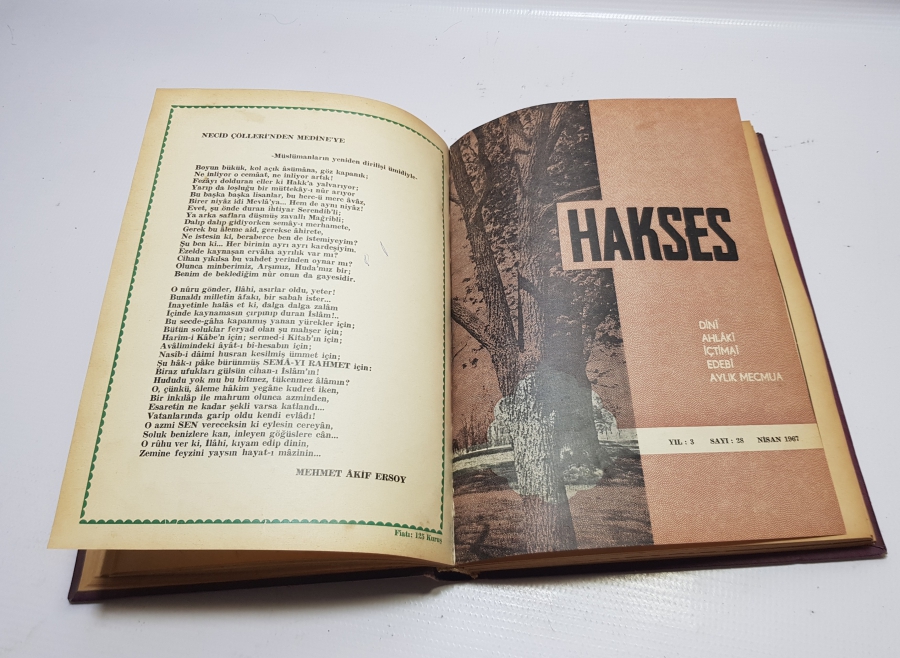 NECİD ÇÖLLERİ'NDEN MEDİNE'YE
-Müslümanların yeniden dirilişi ümidiyle.
Boyun bükük, kol açık âsümâna, göz kapanık;
Ne inliyor o cemâat, ne inliyor artık!
Fezâyı dolduran eller ki Hakk'a yalvarıyor;
Yarıp da loşluğu bir müttekây-ı nûr arıyor
Bu başka başka lisanlar, bu here-ü merc âvâz,
Birer niyâz idi Mevlâ'ya... Hem de aynı niyâz!
Evet, şu önde duran ihtiyar Serendib'li;
Ya arka saflara düşmüş zavallı Mağribli;
Dalıp dalıp gidiyorken semây-ı merhamete,
Gerek bu âleme aid, gerekse âhirete,
Ne istesin ki, beraberce ben de istemiyeyim?
Şu ben ki... Her birinin ayrı ayrı kardeşiyim.
Ezelde kaynaşan ervâha ayrılık var mı?
Cihan yıkılsa bu vahdet yerinden oynar mı?
Olunca minberimiz, Arşımız, Huda'mız bir;
Benim de beklediğim nûr onun da gayesidir.
O nûru gönder, İlâhi, asırlar oldu, yeter!
Bunaldı milletin âfakı, bir sabah ister...
İnayetinle halâs et ki, dalga dalga zalâm
İçinde kaynamasın çırpınıp duran İslâm!..
Bu secde-gâha kapanmış yanan yürekler için;
Bütün soluklar feryad olan şu mahşer için;
Harim-i Kâbe'n için; sermed-i Kitab'ın için;
Avâlimindeki âyât-ı bi-hesabın için;
Nasib-i dâimi husran kesilmiş ümmet için;
Şu hâk-i pâke bürünmüş SEMÂ-YI RAHMET için:
Biraz ufukları gülsün cihan-ı İslâm'ın!
Hududu yok mu bu bitmez, tükenmez âlâmın?
O, çünkü, âleme hâkim yegâne kudret iken,
Bir inkılâp ile mahrum olunca azminden,
Esaretin ne kadar şekli varsa katlandı...
Vatanlarında garip oldu kendi evlâdı!
O azmi SEN vereceksin ki eylesin cereyân,
Soluk benizlere kan, inleyen göğüslere cân...
O rûhu ver ki, İlâhi, kıyam edip dinin,
Zemine feyzini yaysın hayat-ı mâzinin...
MEHMET ÂKİF ERSOY
Fiatı: 125 Kuruş
HAKSES
DİNİ
AHLÂKİ
İÇTİMAİ
EDEBİ
AYLIK MECMUA
YIL : 3 SAYI : 28 NİSAN 1967